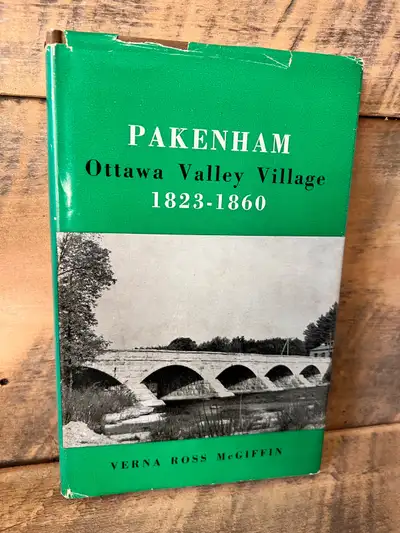 PAKENHAM
Ottawa Valley Village
1823-1860
VERNA ROSS McGIFFIN